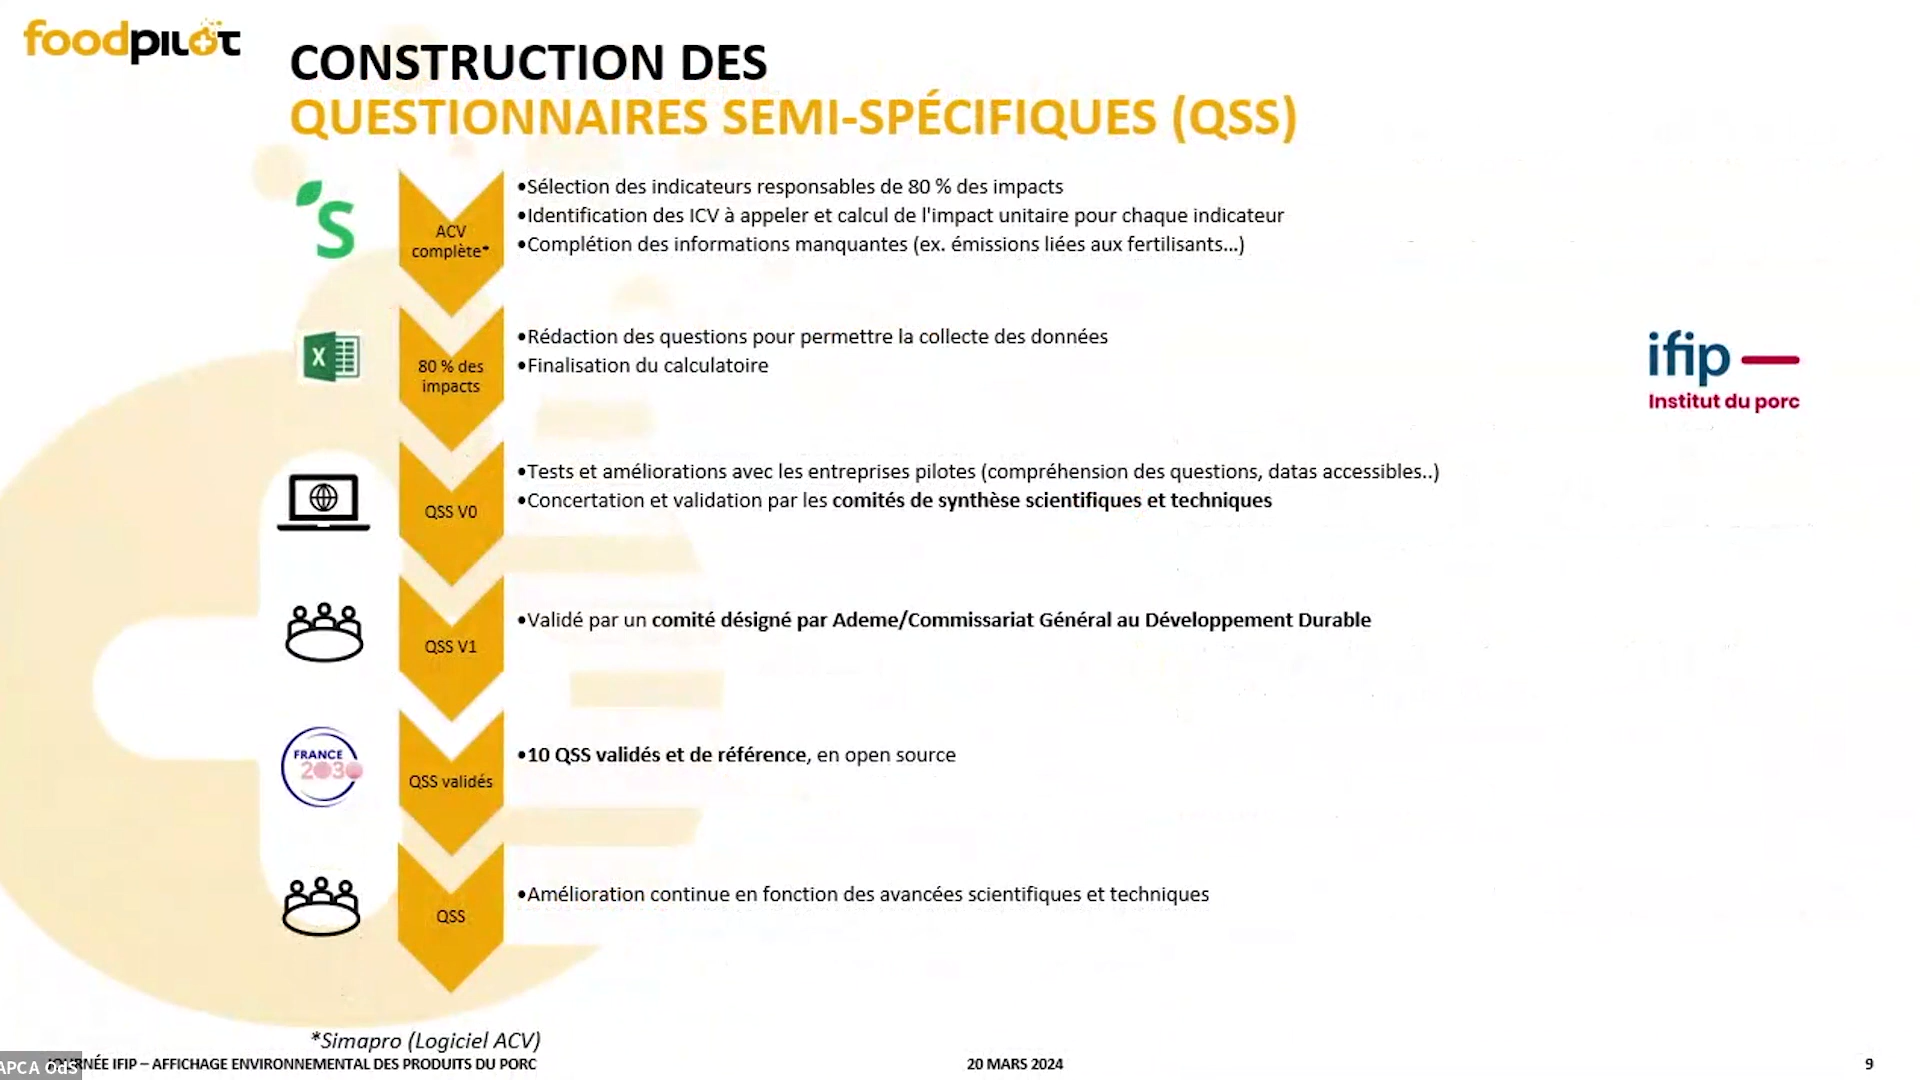 foodpilot
CONSTRUCTION DES
QUESTIONNAIRES SEMI-SPÉCIFIQUES (QSS)
S
ACV
complète*
•Sélection des indicateurs responsables de 80 % des impacts
•Identification des ICV à appeler et calcul de l'impact unitaire pour chaque indicateur
•Complétion des informations manquantes (ex. émissions liées aux fertilisants...)
X
80 % des
impacts
•Rédaction des questions pour permettre la collecte des données
•Finalisation du calculatoire
ifip
Institut du porc
QSS V0
•Tests et améliorations avec les entreprises pilotes (compréhension des questions, datas accessibles..)
•Concertation et validation par les comités de synthèse scientifiques et techniques
QSS V1
•Validé par un comité désigné par Ademe/Commissariat Général au Développement Durable
FRANCE
2030
QSS validés
•10 QSS validés et de référence, en open source
QSS
•Amélioration continue en fonction des avancées scientifiques et techniques
*Simapro (Logiciel ACV)
APCA OdS
JOURNÉE IFIP – AFFICHAGE ENVIRONNEMENTAL DES PRODUITS DU PORC
20 MARS 2024
9